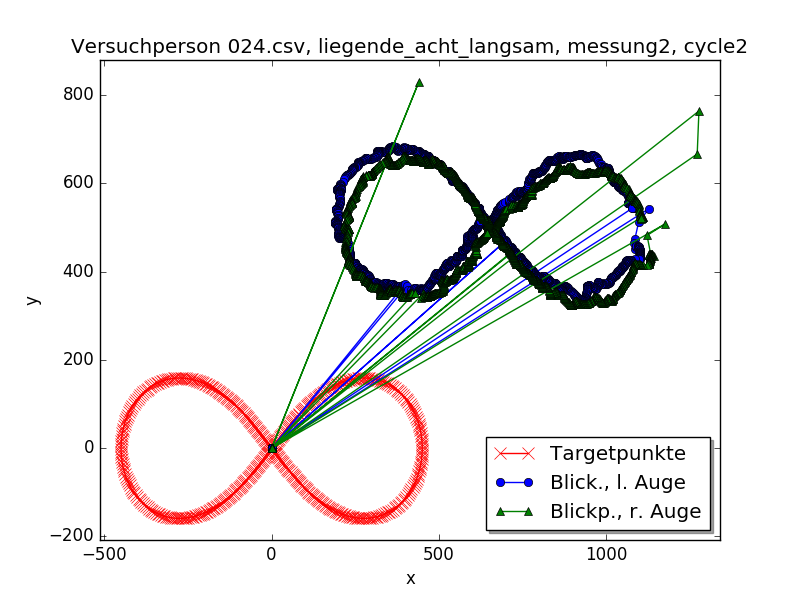 Versuchperson 024.csv, liegende_acht_langsam, messung2, cycle2
800
600
400
200
0
−200
−500
0
500
1000
y
x
Targetpunkte
Blick., l. Auge
Blickp., r. Auge